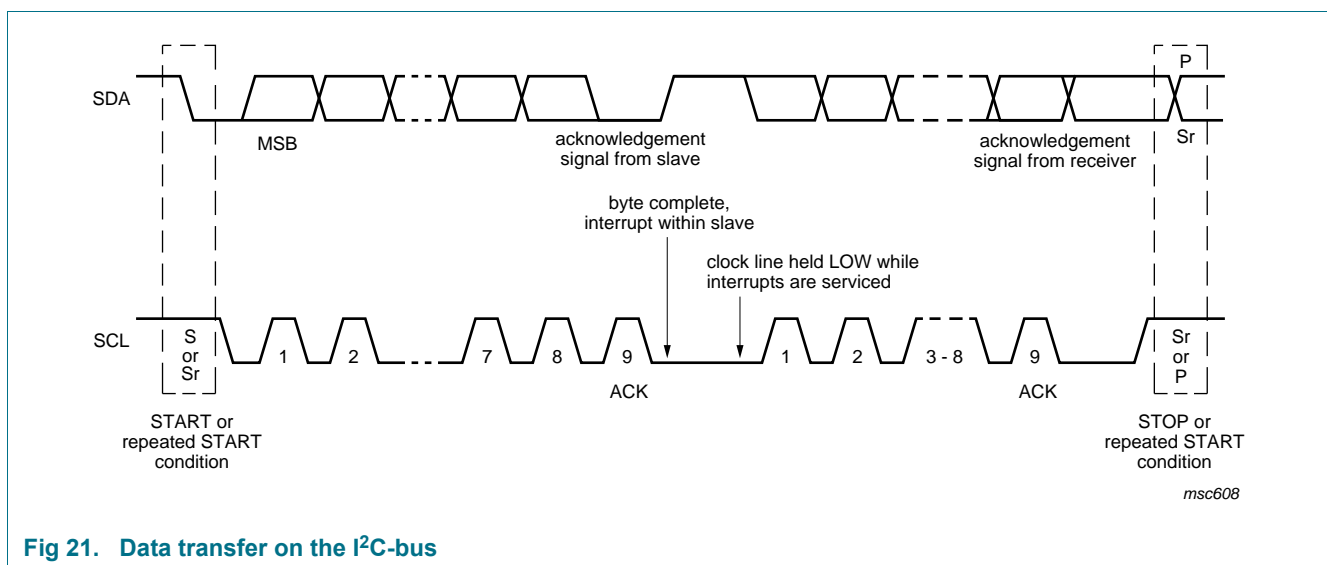 P
SDA
MSB
acknowledgement
signal from slave
acknowledgement
signal from receiver
Sr
byte complete,
interrupt within slave
clock line held LOW while
interrupts are serviced
SCL
S
or
Sr
1
2
7
8
9
1
2
3 - 8
9
Sr
or
P
ACK
ACK
START or
repeated START
condition
STOP or
repeated START
condition
msc608
Fig 21. Data transfer on the I²C-bus